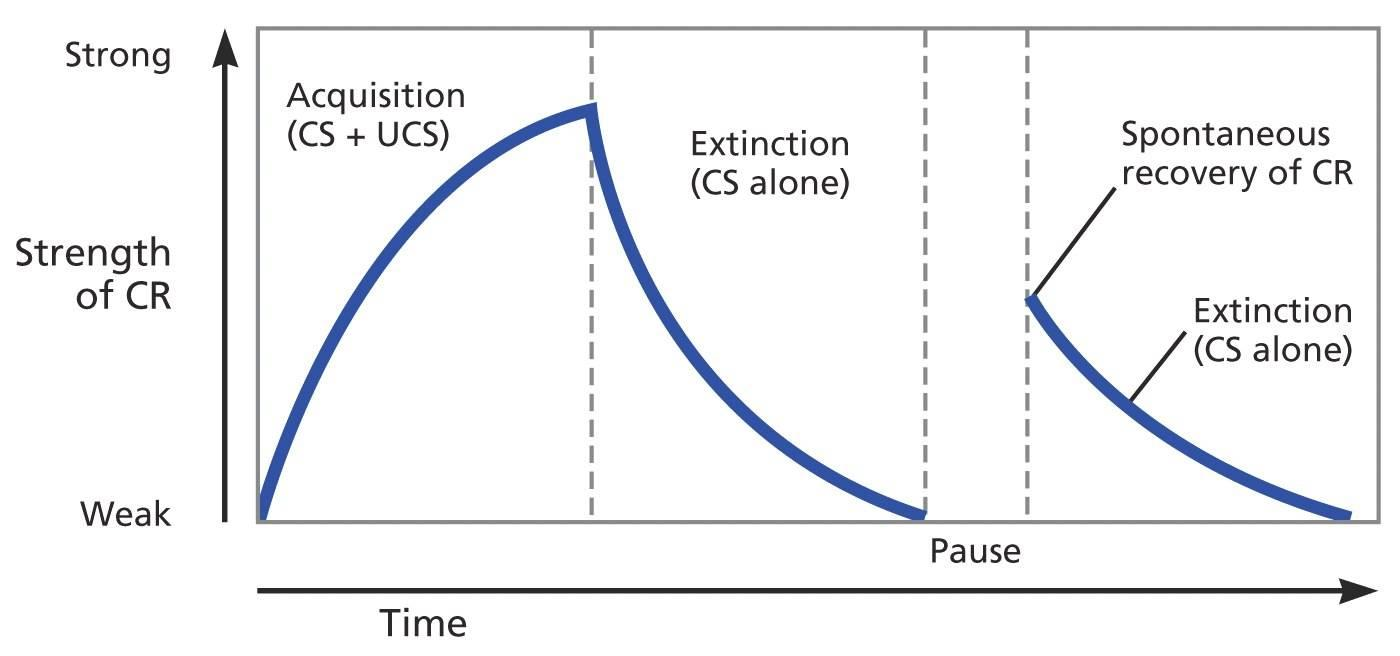 Strong
Acquisition
(CS + UCS)
Extinction
(CS alone)
Spontaneous
recovery of CR
Strength
of CR
Extinction
(CS alone)
Weak
Pause
Time